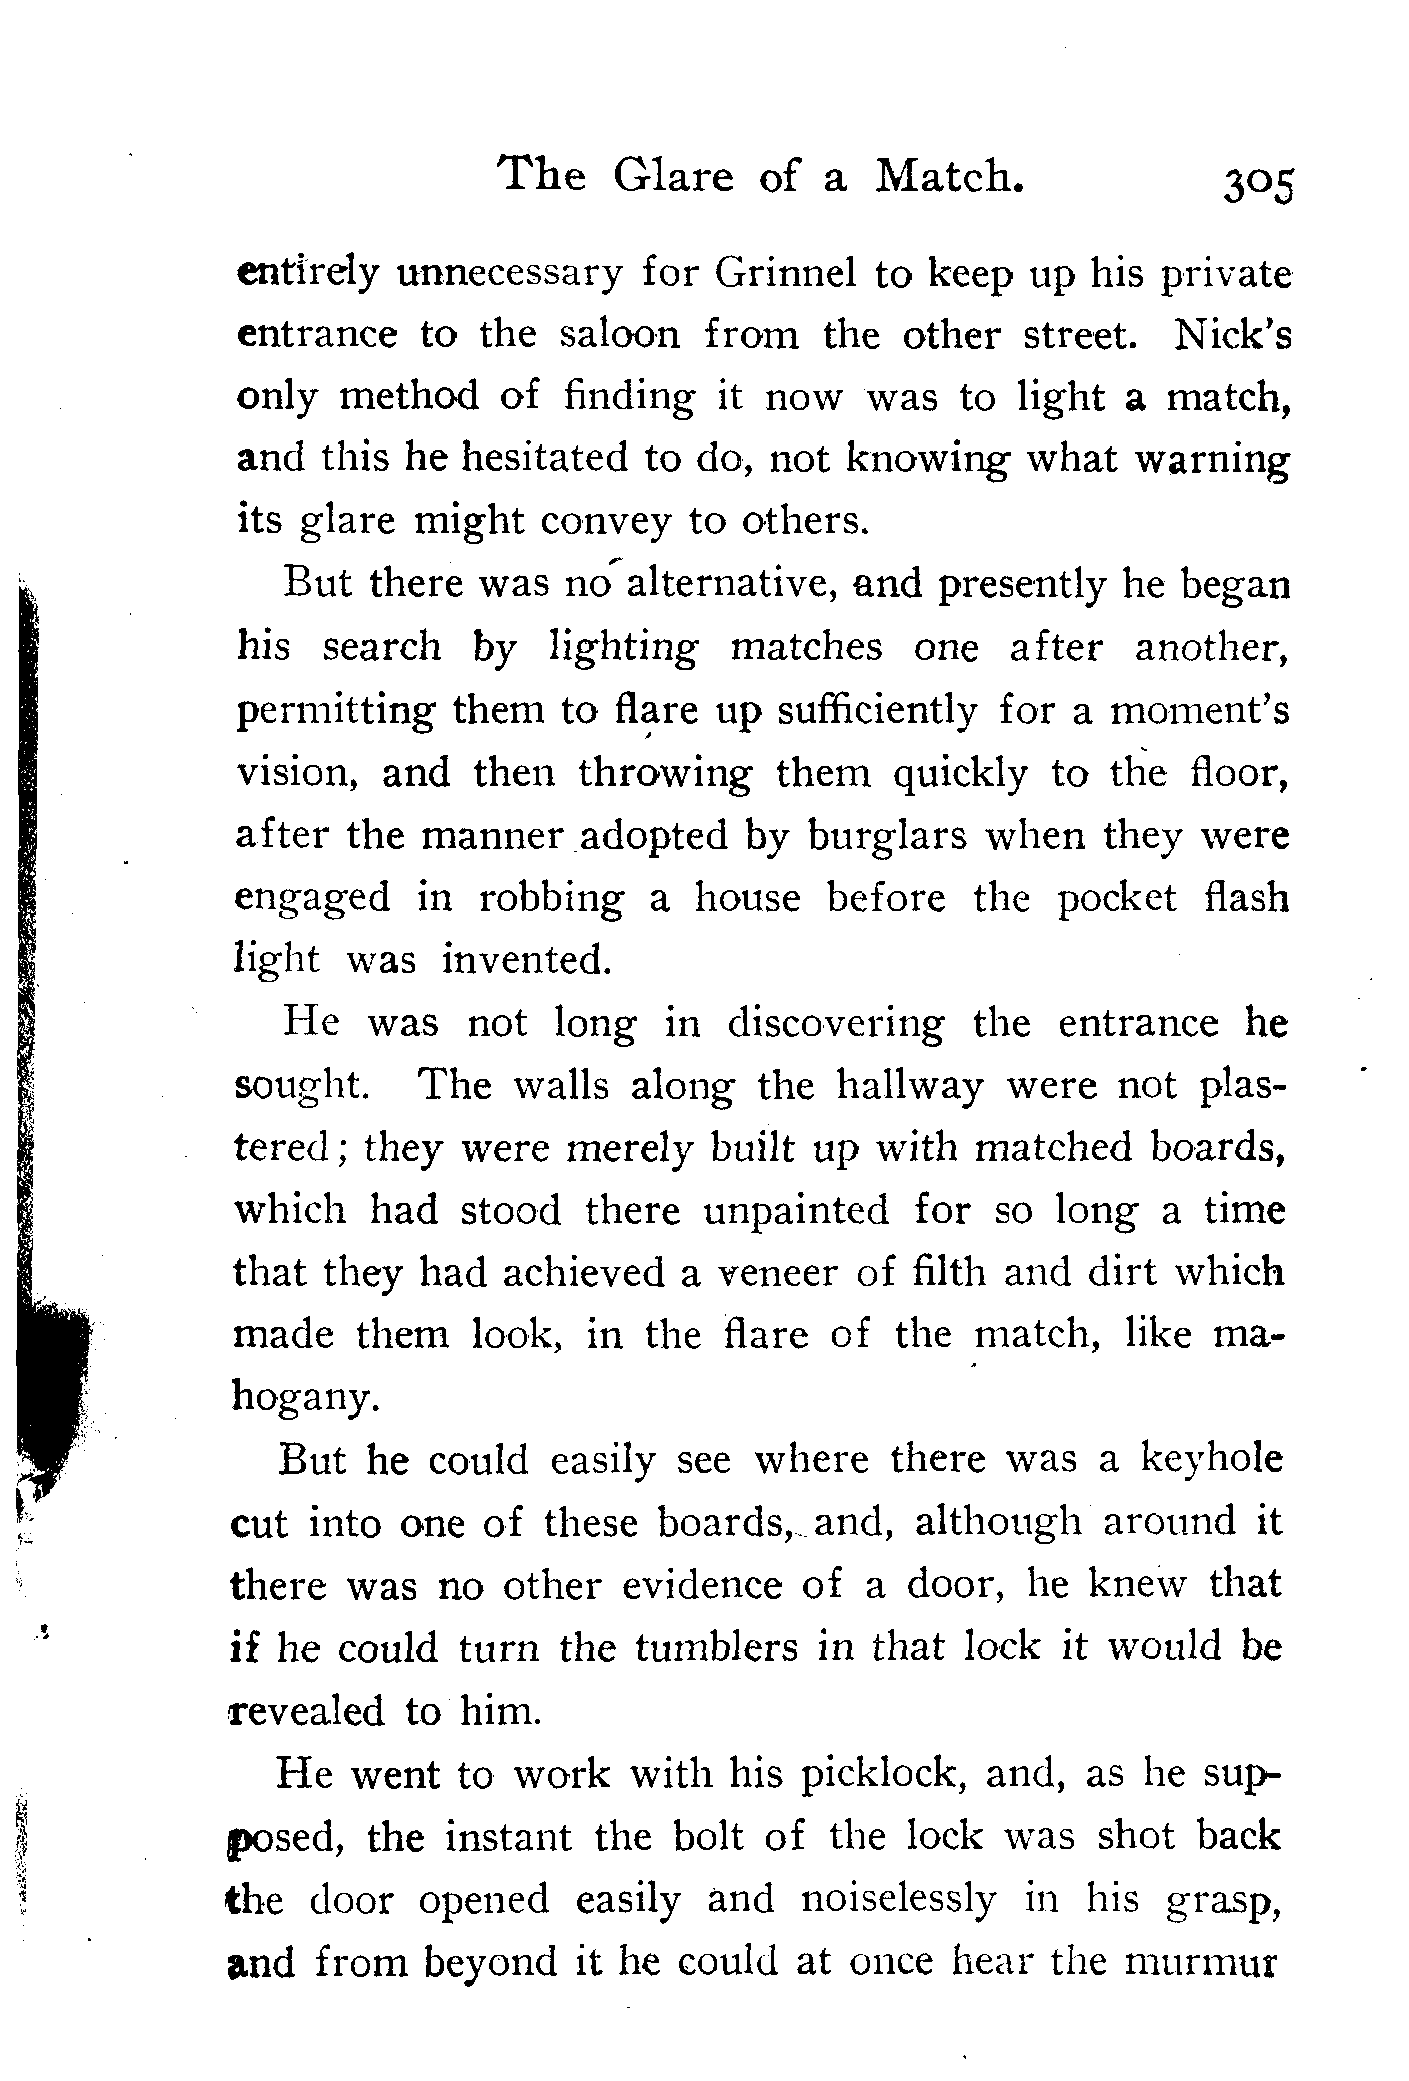 The Glare of a Match. 305
entirely unnecessary for Grinnel to keep up his private
entrance to the saloon from the other street. Nick's
only method of finding it now was to light a match,
and this he hesitated to do, not knowing what warning
its glare might convey to others.
But there was no alternative, and presently he began
his search by lighting matches one after another,
permitting them to flare up sufficiently for a moment's
vision, and then throwing them quickly to the floor,
after the manner adopted by burglars when they were
engaged in robbing a house before the pocket flash
light was invented.
He was not long in discovering the entrance he
sought. The walls along the hallway were not plas-
tered; they were merely built up with matched boards,
which had stood there unpainted for so long a time
that they had achieved a veneer of filth and dirt which
made them look, in the flare of the match, like ma-
hogany.
But he could easily see where there was a keyhole
cut into one of these boards, and, although around it
there was no other evidence of a door, he knew that
if he could turn the tumblers in that lock it would be
revealed to him.
He went to work with his picklock, and, as he sup-
posed, the instant the bolt of the lock was shot back
the door opened easily and noiselessly in his grasp,
and from beyond it he could at once hear the murmur